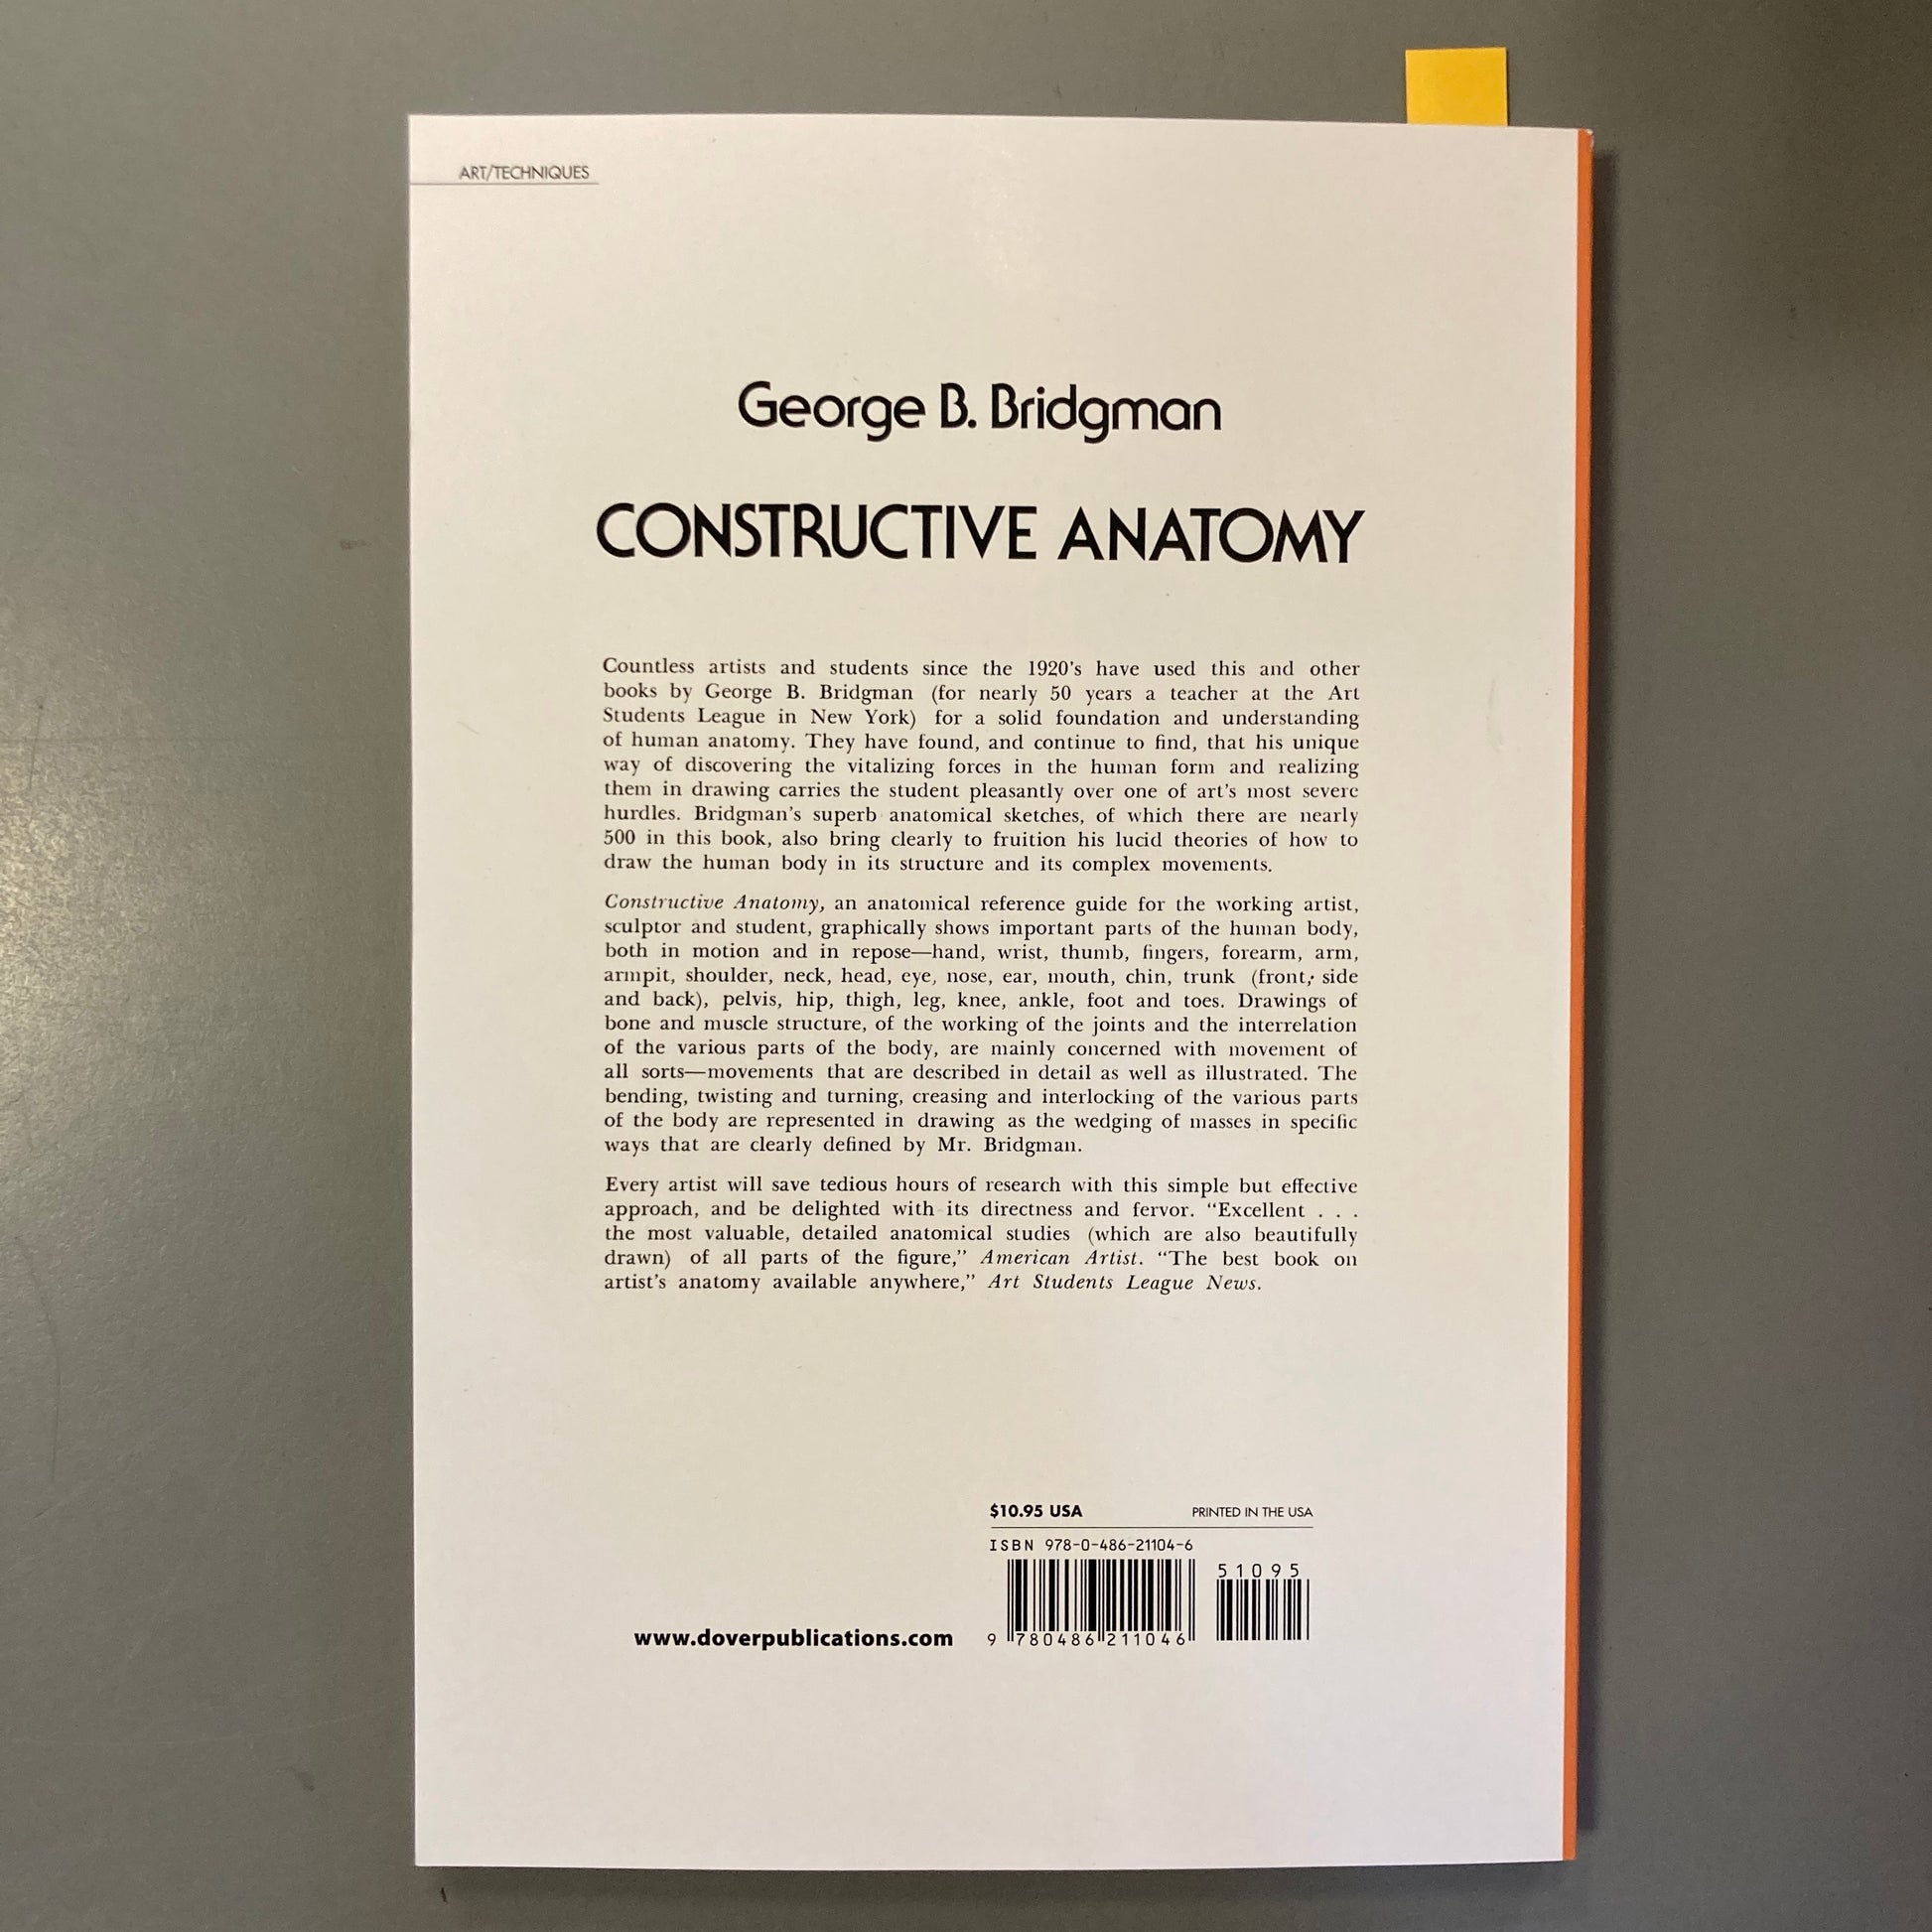 ART/TECHNIQUES
George B. Bridgman
CONSTRUCTIVE ANATOMY
Countless artists and students since the 1920's have used this and other
books by George B. Bridgman (for nearly 50 years a teacher at the Art
Students League in New York) for a solid foundation and understanding
of human anatomy. They have found, and continue to find, that his unique
way of discovering the vitalizing forces in the human form and realizing
them in drawing carries the student pleasantly over one of art's most severe
hurdles. Bridgman's superb anatomical sketches, of which there are nearly
500 in this book, also bring clearly to fruition his lucid theories of how to
draw the human body in its structure and its complex movements.
Constructive Anatomy, an anatomical reference guide for the working artist,
sculptor and student, graphically shows important parts of the human body,
both in motion and in repose—hand, wrist, thumb, fingers, forearm, arm,
armpit, shoulder, neck, head, eye, nose, ear, mouth, chin, trunk (front, side
and back), pelvis, hip, thigh, leg, knee, ankle, foot and toes. Drawings of
bone and muscle structure, of the working of the joints and the interrelation
of the various parts of the body, are mainly concerned with movement of
all sorts—movements that are described in detail as well as illustrated. The
bending, twisting and turning, creasing and interlocking of the various parts
of the body are represented in drawing as the wedging of masses in specific
ways that are clearly defined by Mr. Bridgman.
Every artist will save tedious hours of research with this simple but effective
approach, and be delighted with its directness and fervor. “Excellent . . .
the most valuable, detailed anatomical studies (which are also beautifully
drawn) of all parts of the figure,” American Artist. “The best book on
artist's anatomy available anywhere,” Art Students League News.
$10.95 USA PRINTED IN THE USA
ISBN 978-0-486-21104-6
51095
www.doverpublications.com
9 780486 211046